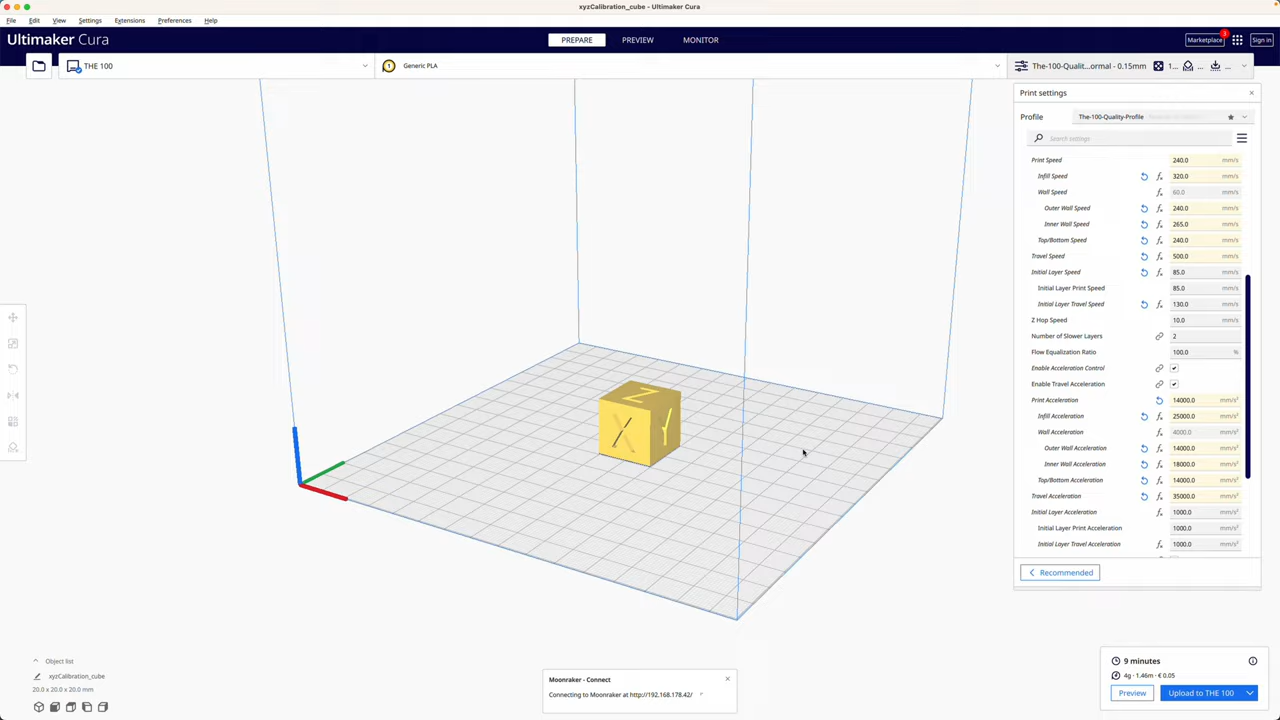 xyzCalibration_cube - Ultimaker Cura
File Edit View Settings Extensions Preferences Help
Ultimaker Cura
PREPARE PREVIEW MONITOR
Marketplace 3 Sign in
THE 100
1 Generic PLA
The-100-Qualit...ormal - 0.15mm 1... ... ...
Print settings
Profile The-100-Quality-Profile
Search settings
Print Speed 240.0 mm/s
Infill Speed 320.0 mm/s
Wall Speed 60.0 mm/s
Outer Wall Speed 240.0 mm/s
Inner Wall Speed 265.0 mm/s
Top/Bottom Speed 240.0 mm/s
Travel Speed 500.0 mm/s
Initial Layer Speed 85.0 mm/s
Initial Layer Print Speed 85.0 mm/s
Initial Layer Travel Speed 130.0 mm/s
Z Hop Speed 10.0 mm/s
Number of Slower Layers 2
Flow Equalization Ratio 100.0 %
Enable Acceleration Control
Enable Travel Acceleration
Print Acceleration 14000.0 mm/s²
Infill Acceleration 25000.0 mm/s²
Wall Acceleration 4000.0 mm/s²
Outer Wall Acceleration 14000.0 mm/s²
Inner Wall Acceleration 18000.0 mm/s²
Top/Bottom Acceleration 14000.0 mm/s²
Travel Acceleration 35000.0 mm/s²
Initial Layer Acceleration 1000.0 mm/s²
Initial Layer Print Acceleration 1000.0 mm/s²
Initial Layer Travel Acceleration 1000.0 mm/s²
Recommended
Z
X Y
Object list
xyzCalibration_cube
20.0 x 20.0 x 20.0 mm
Moonraker - Connect
Connecting to Moonraker at http://192.168.178.42/
9 minutes
4g · 1.46m · € 0.05
Preview Upload to THE 100